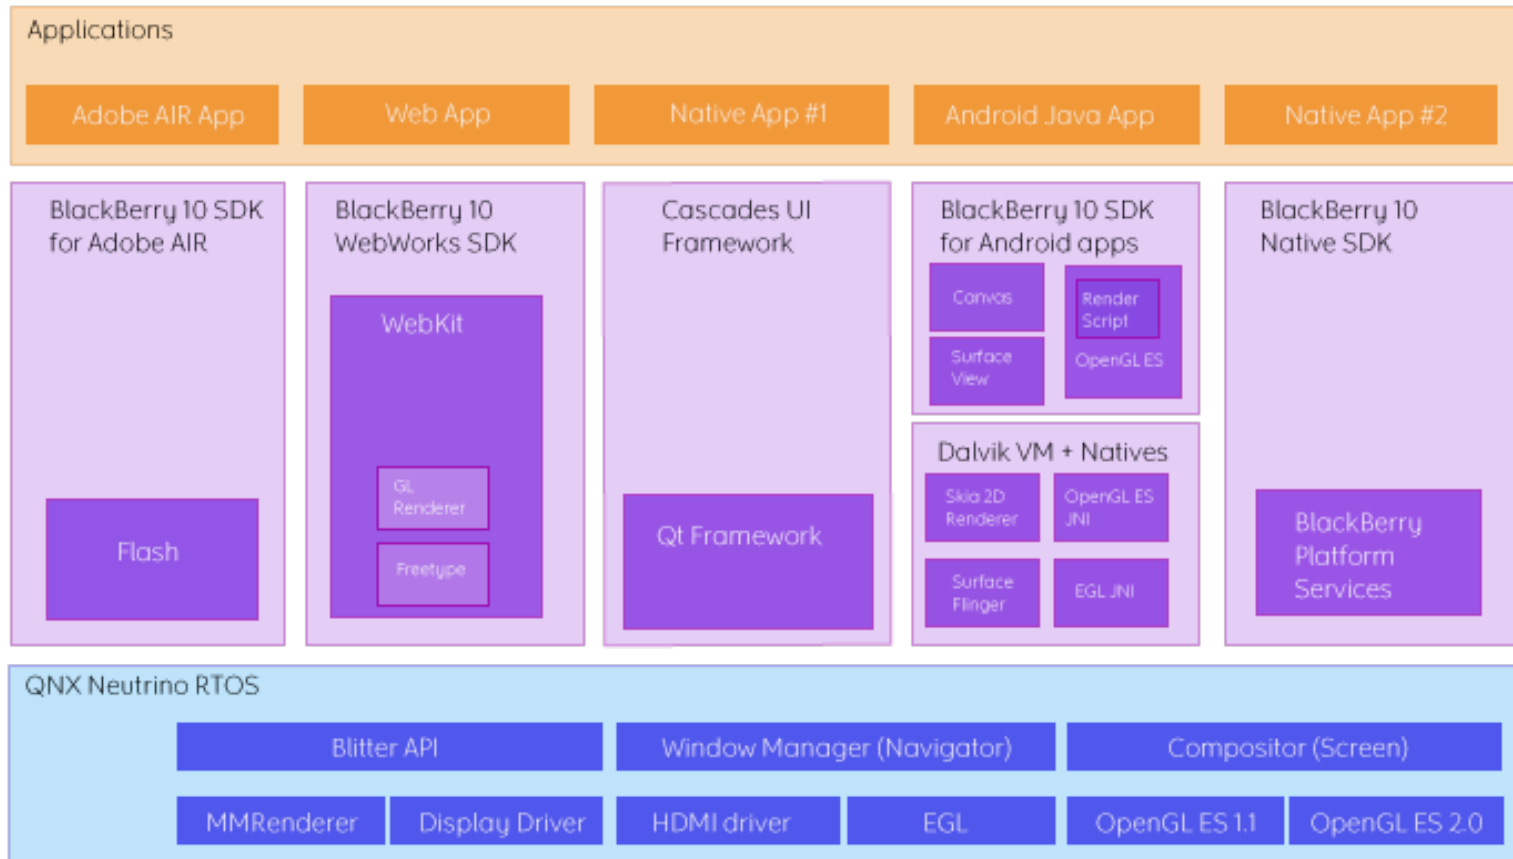 Applications
Adobe AIR App
Web App
Native App #1
Android Java App
Native App #2
BlackBerry 10 SDK
for Adobe AIR
Flash
BlackBerry 10
WebWorks SDK
WebKit
GL
Renderer
Freetype
Cascades UI
Framework
Qt Framework
BlackBerry 10 SDK
for Android apps
Canvas
Render
Script
Surface
View
OpenGL ES
Dalvik VM + Natives
Skia 2D
Renderer
OpenGL ES
JNI
Surface
Flinger
EGL JNI
BlackBerry 10
Native SDK
BlackBerry
Platform
Services
QNX Neutrino RTOS
Blitter API
Window Manager (Navigator)
Compositor (Screen)
MMRenderer
Display Driver
HDMI driver
EGL
OpenGL ES 1.1
OpenGL ES 2.0